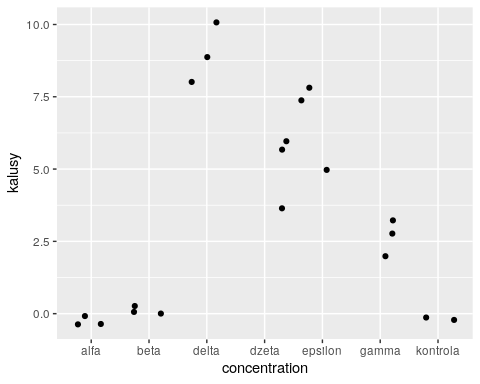 10.0
7.5
5.0
2.5
0.0
kalusy
alfa beta delta dzeta epsilon gamma kontrola
concentration